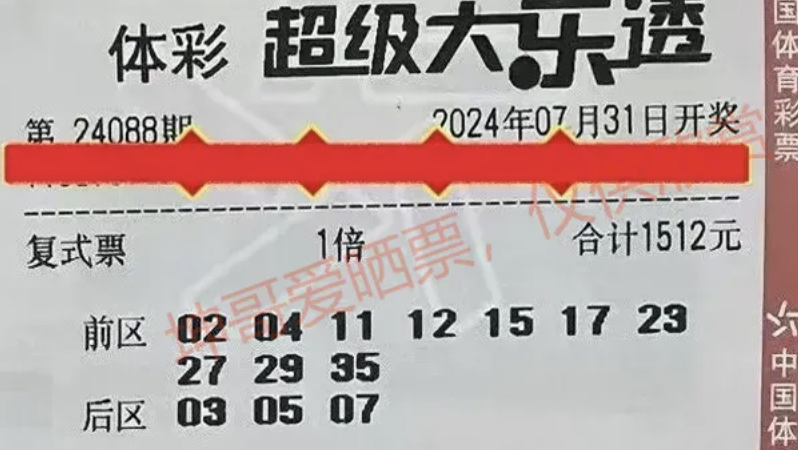 体彩 超级大乐透
第 24088期 2024年07月31日开奖
复式票 1倍 合计1512元
前区 02 04 11 12 15 17 23
27 29 35
后区 03 05 07
坤哥爱晒票，仅供欣赏
国体育彩票
中国体